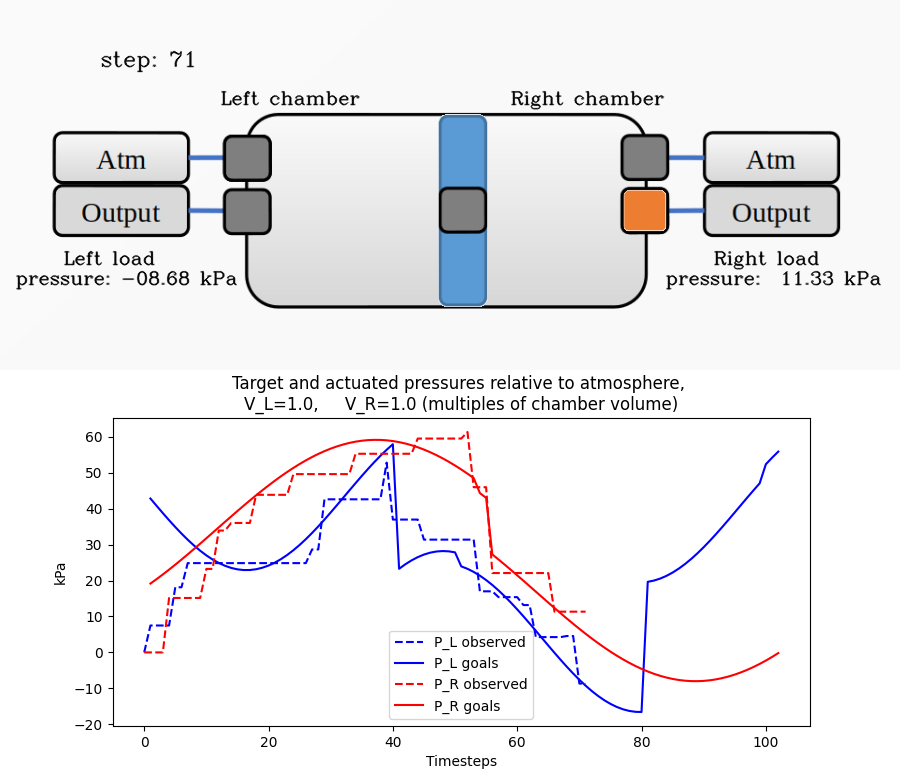 step: 71
Left chamber
Right chamber
Atm
Atm
Output
Output
Left load
pressure: -08.68 kPa
Right load
pressure:  11.33 kPa
Target and actuated pressures relative to atmosphere,
V_L=1.0,     V_R=1.0 (multiples of chamber volume)
60
50
40
30
20
10
0
−10
−20
kPa
P_L observed
P_L goals
P_R observed
P_R goals
0 20 40 60 80 100
Timesteps